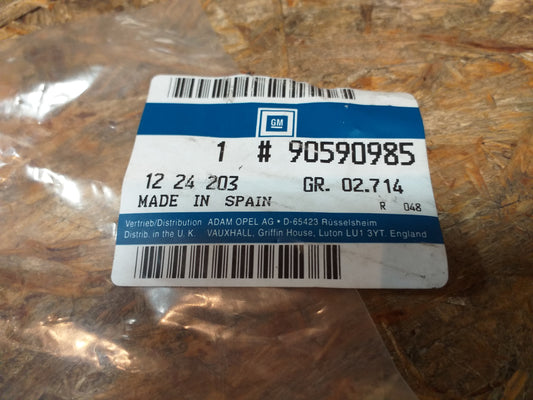 GM
1 # 90590985
12 24 203 GR. 02.714
MADE IN SPAIN R 048
Vertrieb/Distribution ADAM OPEL AG • D-65423 Rüsselsheim
Distrib. in the U. K. VAUXHALL, Griffin House, Luton LU1 3YT. England